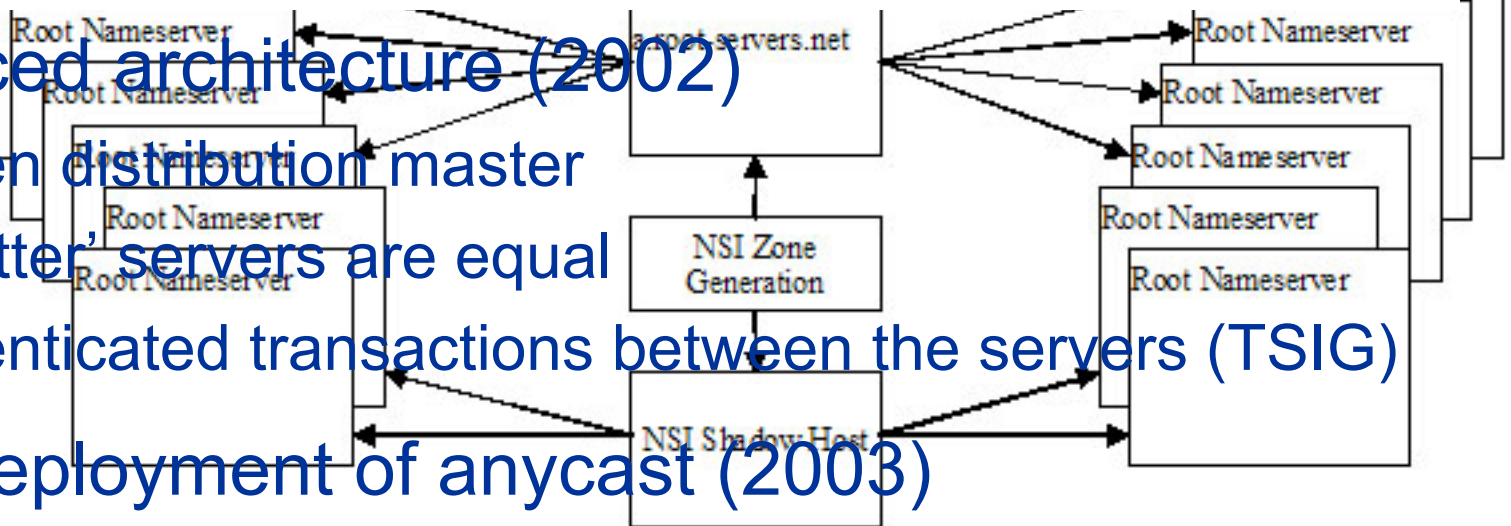 Root Nameserver
a.root-servers.net
Root Nameserver
ced architecture (2002)
Root Nameserver
Root Nameserver
en distribution master
Root Nameserver
Root Nameserver
Root Nameserver
Root Nameserver
tter’ servers are equal
NSI Zone
Generation
Root Nameserver
Root Nameserver
enticated transactions between the servers (TSIG)
NSI Shadow Host
eployment of anycast (2003)